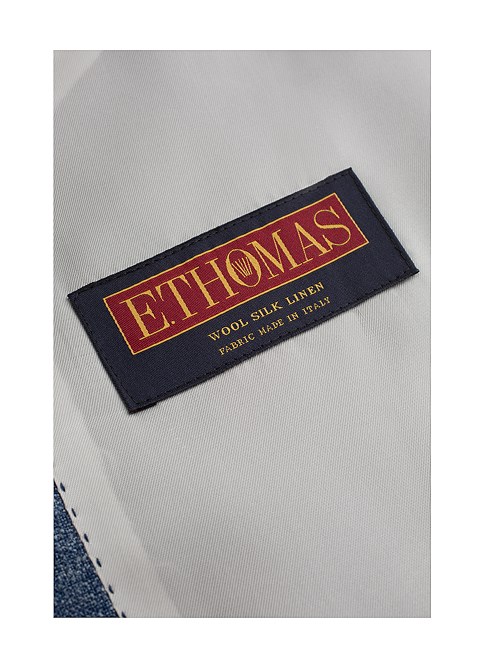 E.THOMAS
WOOL SILK LINEN
FABRIC MADE IN ITALY